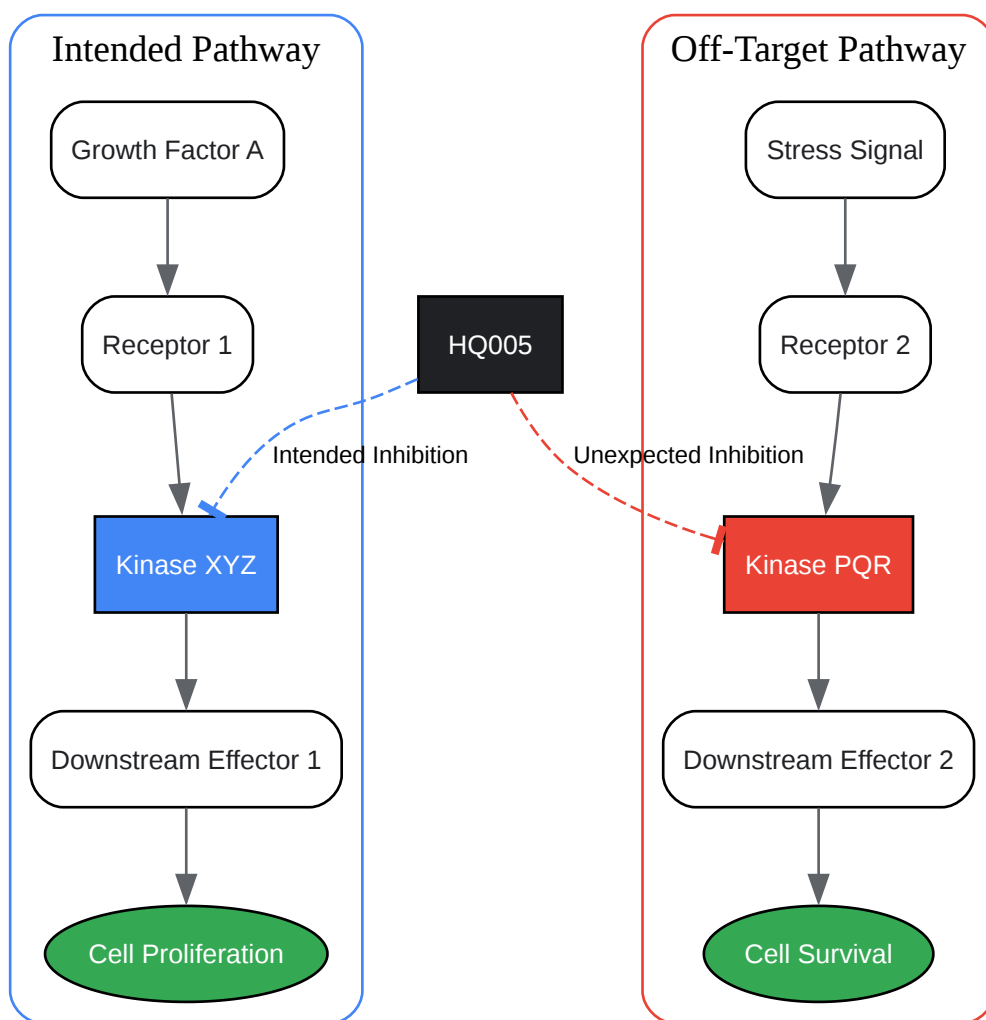 Intended Pathway
Off-Target Pathway
Growth Factor A
Stress Signal
Receptor 1
HQ005
Receptor 2
Intended Inhibition
Unexpected Inhibition
Kinase XYZ
Kinase PQR
Downstream Effector 1
Downstream Effector 2
Cell Proliferation
Cell Survival